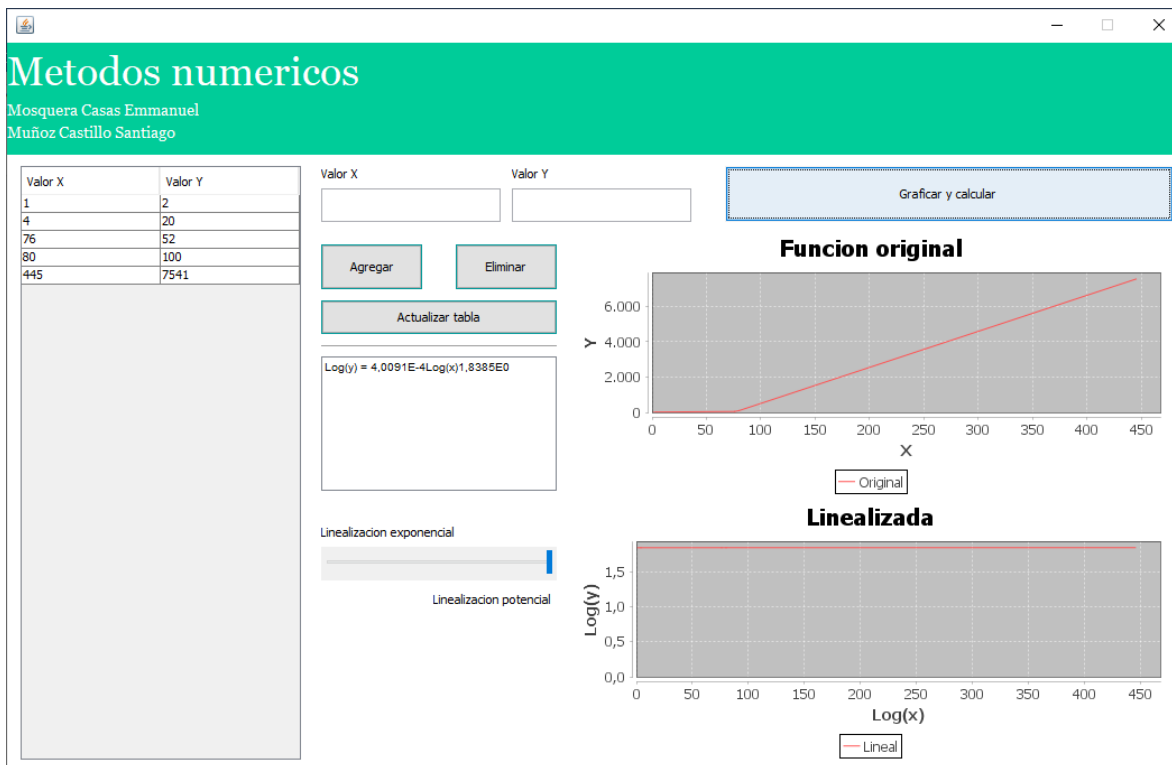 Metodos numericos
Mosquera Casas Emmanuel
Muñoz Castillo Santiago
Valor X Valor Y
1 2
4 20
76 52
80 100
445 7541
Valor X Valor Y
Agregar Eliminar
Actualizar tabla
Log(y) = 4,0091E-4Log(x)1,8385E0
Linealizacion exponencial
Linealizacion potencial
Graficar y calcular
Funcion original
Y
6.000
4.000
2.000
0
0 50 100 150 200 250 300 350 400 450
X
Original
Linealizada
Log(y)
1,5
1,0
0,5
0,0
0 50 100 150 200 250 300 350 400 450
Log(x)
Lineal